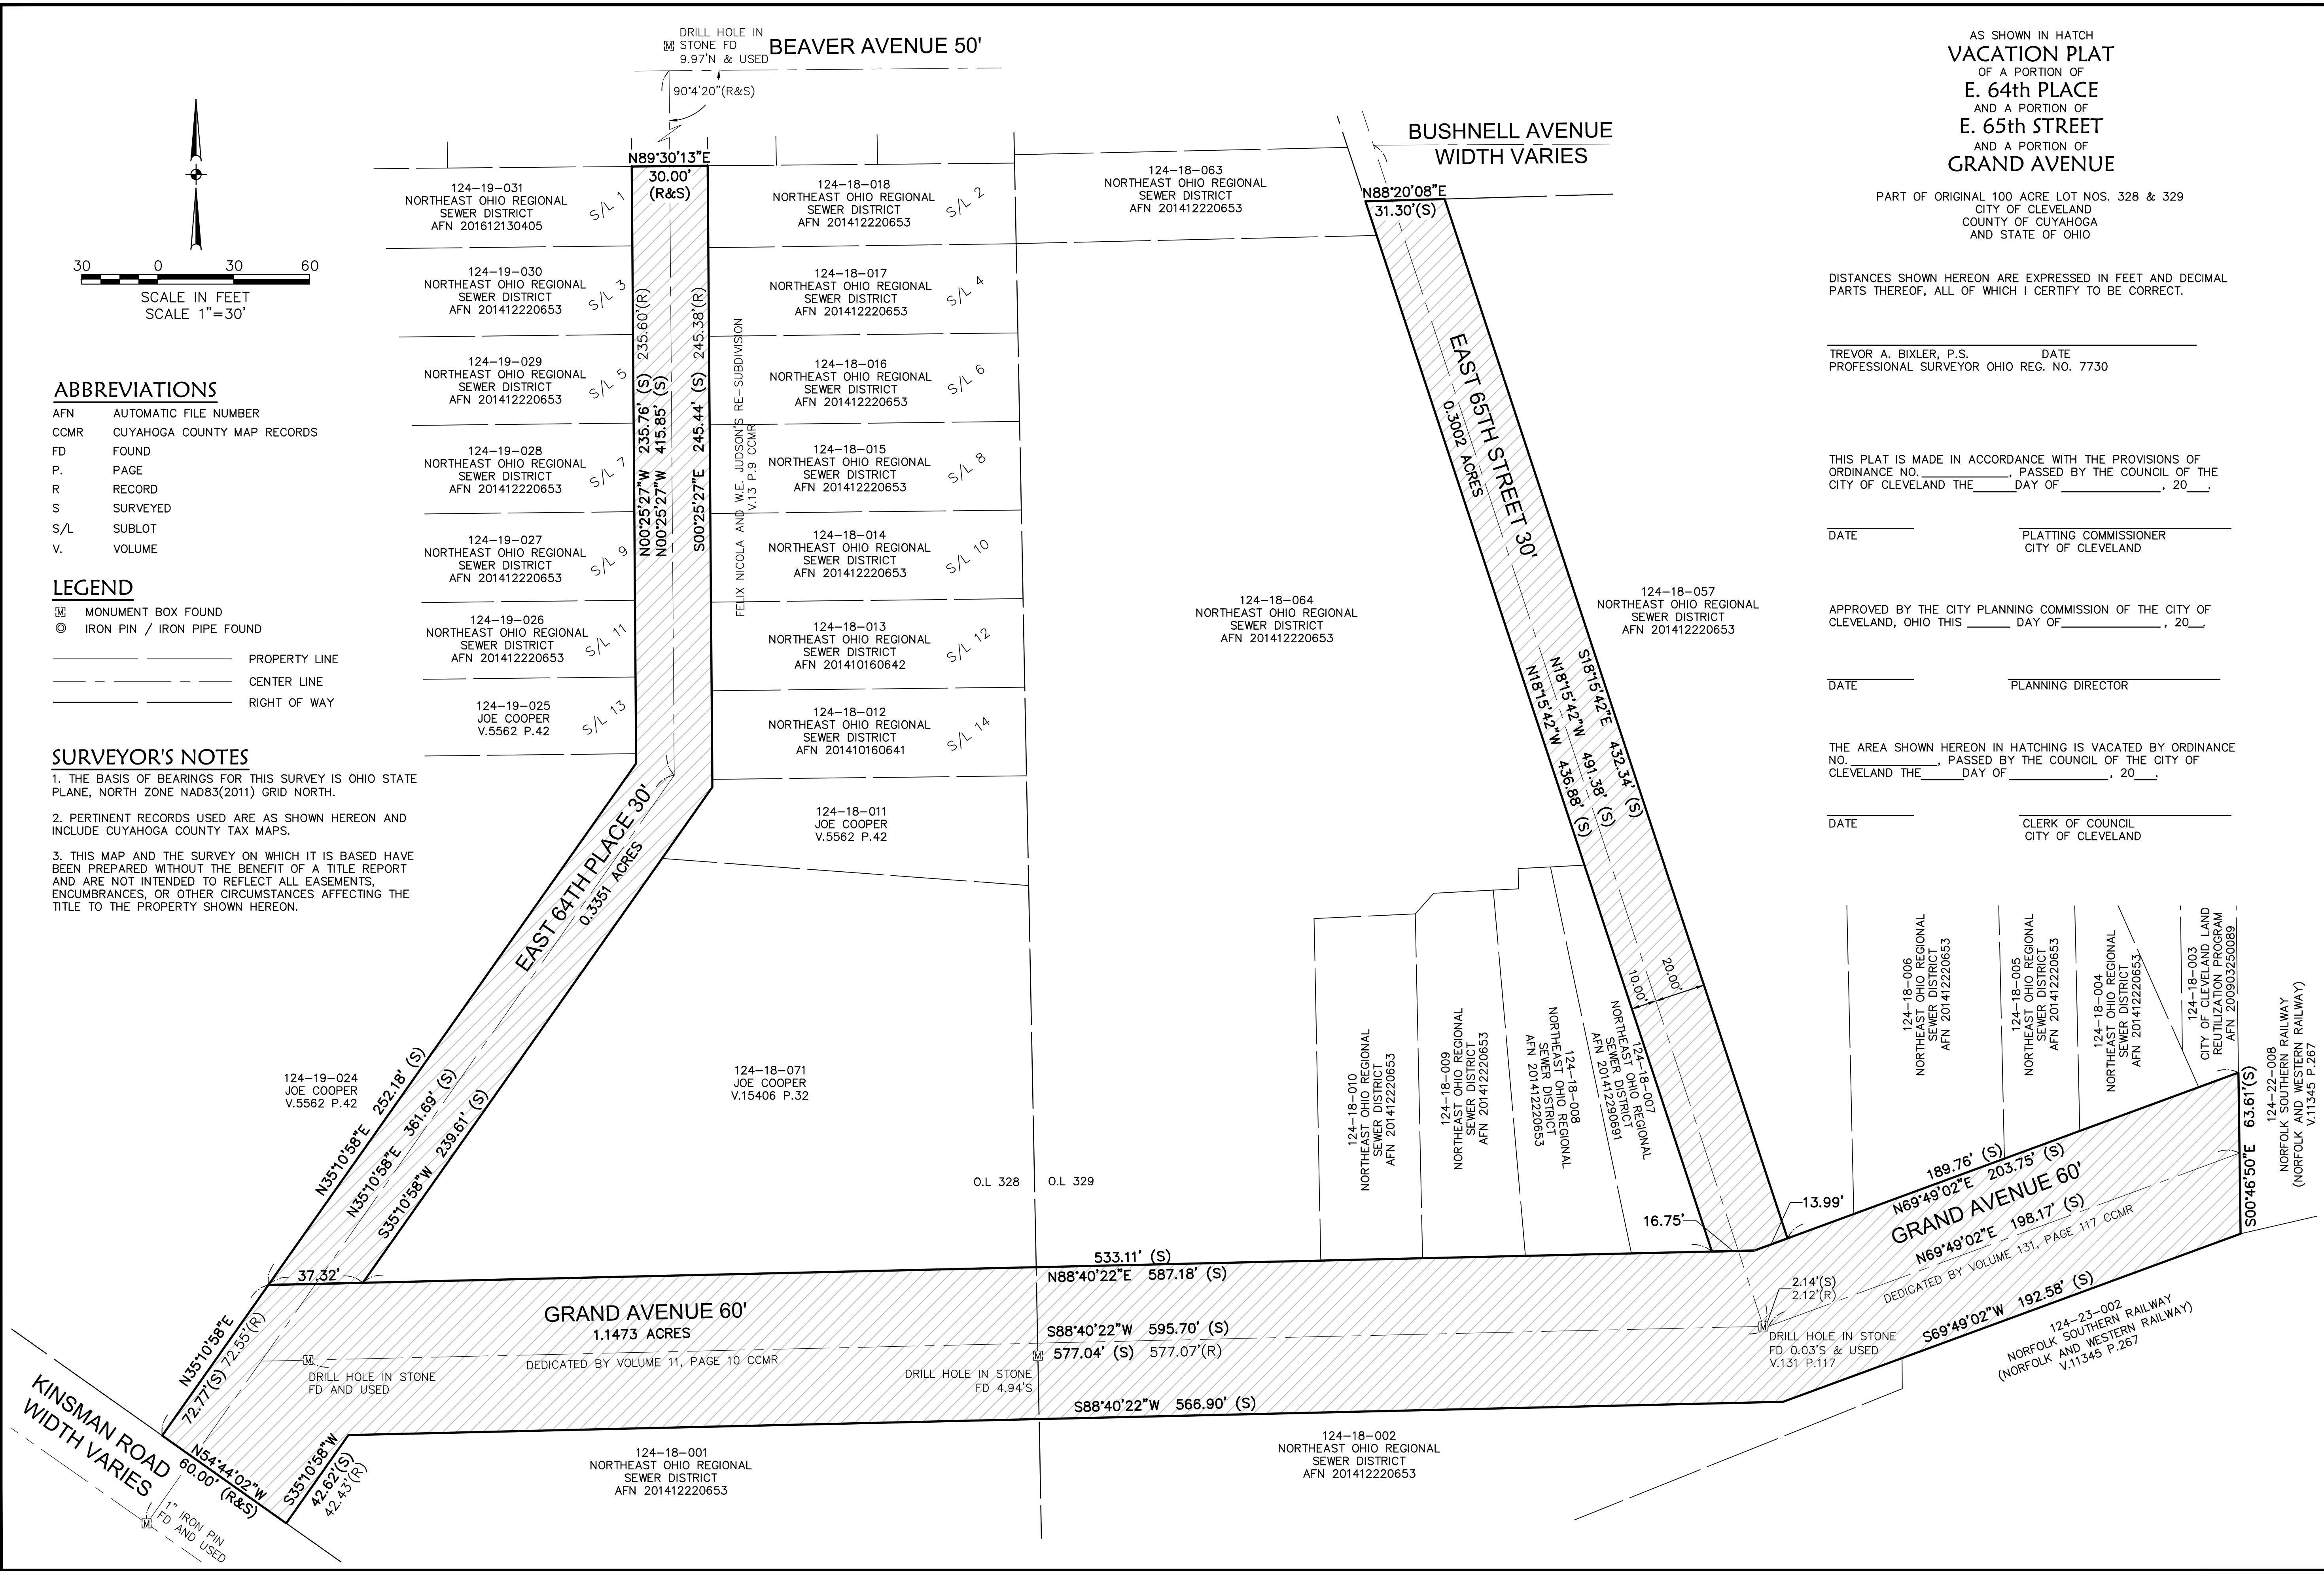 DRILL HOLE IN
STONE FD
9.97'N & USED
BEAVER AVENUE 50'
90°4'20"(R&S)
BUSHNELL AVENUE
WIDTH VARIES
AS SHOWN IN HATCH
VACATION PLAT
OF A PORTION OF
E. 64th PLACE
AND A PORTION OF
E. 65th STREET
AND A PORTION OF
GRAND AVENUE
PART OF ORIGINAL 100 ACRE LOT NOS. 328 & 329
CITY OF CLEVELAND
COUNTY OF CUYAHOGA
AND STATE OF OHIO
DISTANCES SHOWN HEREON ARE EXPRESSED IN FEET AND DECIMAL
PARTS THEREOF, ALL OF WHICH I CERTIFY TO BE CORRECT.
TREVOR A. BIXLER, P.S. DATE
PROFESSIONAL SURVEYOR OHIO REG. NO. 7730
THIS PLAT IS MADE IN ACCORDANCE WITH THE PROVISIONS OF
ORDINANCE NO. ____________, PASSED BY THE COUNCIL OF THE
CITY OF CLEVELAND THE______DAY OF ______________, 20___.
DATE PLATTING COMMISSIONER
CITY OF CLEVELAND
APPROVED BY THE CITY PLANNING COMMISSION OF THE CITY OF
CLEVELAND, OHIO THIS ______ DAY OF______________, 20__.
DATE PLANNING DIRECTOR
THE AREA SHOWN HEREON IN HATCHING IS VACATED BY ORDINANCE
NO. ____________, PASSED BY THE COUNCIL OF THE CITY OF
CLEVELAND THE______DAY OF ______________, 20___.
DATE CLERK OF COUNCIL
CITY OF CLEVELAND
30 0 30 60
SCALE IN FEET
SCALE 1"=30'
ABBREVIATIONS
AFN AUTOMATIC FILE NUMBER
CCMR CUYAHOGA COUNTY MAP RECORDS
FD FOUND
P. PAGE
R RECORD
S SURVEYED
S/L SUBLOT
V. VOLUME
LEGEND
M MONUMENT BOX FOUND
IRON PIN / IRON PIPE FOUND
PROPERTY LINE
CENTER LINE
RIGHT OF WAY
SURVEYOR'S NOTES
1. THE BASIS OF BEARINGS FOR THIS SURVEY IS OHIO STATE
PLANE, NORTH ZONE NAD83(2011) GRID NORTH.
2. PERTINENT RECORDS USED ARE AS SHOWN HEREON AND
INCLUDE CUYAHOGA COUNTY TAX MAPS.
3. THIS MAP AND THE SURVEY ON WHICH IT IS BASED HAVE
BEEN PREPARED WITHOUT THE BENEFIT OF A TITLE REPORT
AND ARE NOT INTENDED TO REFLECT ALL EASEMENTS,
ENCUMBRANCES, OR OTHER CIRCUMSTANCES AFFECTING THE
TITLE TO THE PROPERTY SHOWN HEREON.
N89°30'13"E
30.00'
(R&S)
124-19-031
NORTHEAST OHIO REGIONAL
SEWER DISTRICT
AFN 201612130405
S/L 1
124-19-030
NORTHEAST OHIO REGIONAL
SEWER DISTRICT
AFN 201412220653
S/L 3
124-19-029
NORTHEAST OHIO REGIONAL
SEWER DISTRICT
AFN 201412220653
S/L 5
124-19-028
NORTHEAST OHIO REGIONAL
SEWER DISTRICT
AFN 201412220653
S/L 7
124-19-027
NORTHEAST OHIO REGIONAL
SEWER DISTRICT
AFN 201412220653
S/L 9
124-19-026
NORTHEAST OHIO REGIONAL
SEWER DISTRICT
AFN 201412220653
S/L 11
124-19-025
JOE COOPER
V.5562 P.42
S/L 13
N00°25'27"W 235.76' (S) 235.60'(R)
N00°25'27"W 415.85' (S)
S00°25'27"E 245.44' (S) 245.38'(R)
FELIX NICOLA AND W.E. JUDSON'S RE-SUBDIVISION
V.13 P.9 CCMR
124-18-018
NORTHEAST OHIO REGIONAL
SEWER DISTRICT
AFN 201412220653
S/L 2
124-18-017
NORTHEAST OHIO REGIONAL
SEWER DISTRICT
AFN 201412220653
S/L 4
124-18-016
NORTHEAST OHIO REGIONAL
SEWER DISTRICT
AFN 201412220653
S/L 6
124-18-015
NORTHEAST OHIO REGIONAL
SEWER DISTRICT
AFN 201412220653
S/L 8
124-18-014
NORTHEAST OHIO REGIONAL
SEWER DISTRICT
AFN 201412220653
S/L 10
124-18-013
NORTHEAST OHIO REGIONAL
SEWER DISTRICT
AFN 201410160642
S/L 12
124-18-012
NORTHEAST OHIO REGIONAL
SEWER DISTRICT
AFN 201410160641
S/L 14
124-18-011
JOE COOPER
V.5562 P.42
124-18-063
NORTHEAST OHIO REGIONAL
SEWER DISTRICT
AFN 201412220653
N88°20'08"E
31.30'(S)
EAST 65TH STREET 30'
0.3002 ACRES
124-18-064
NORTHEAST OHIO REGIONAL
SEWER DISTRICT
AFN 201412220653
124-18-057
NORTHEAST OHIO REGIONAL
SEWER DISTRICT
AFN 201412220653
S18°15'42"E 432.34' (S)
N18°15'42"W 491.38' (S)
N18°15'42"W 436.88' (S)
10.00'
20.00'
EAST 64TH PLACE 30'
0.3351 ACRES
N35°10'58"E 252.18' (S)
N35°10'58"E 361.69' (S)
S35°10'58"W 239.61' (S)
124-19-024
JOE COOPER
V.5562 P.42
124-18-071
JOE COOPER
V.15406 P.32
O.L 328
O.L 329
124-18-010
NORTHEAST OHIO REGIONAL
SEWER DISTRICT
AFN 201412220653
124-18-009
NORTHEAST OHIO REGIONAL
SEWER DISTRICT
AFN 201412220653
124-18-008
NORTHEAST OHIO REGIONAL
SEWER DISTRICT
AFN 201412220653
124-18-007
NORTHEAST OHIO REGIONAL
SEWER DISTRICT
AFN 201412290691
124-18-006
NORTHEAST OHIO REGIONAL
SEWER DISTRICT
AFN 201412220653
124-18-005
NORTHEAST OHIO REGIONAL
SEWER DISTRICT
AFN 201412220653
124-18-004
NORTHEAST OHIO REGIONAL
SEWER DISTRICT
AFN 201412220653
124-18-003
CITY OF CLEVELAND LAND
REUTILIZATION PROGRAM
AFN 200903250089
S00°46'50"E 63.61'(S)
124-22-008
NORFOLK SOUTHERN RAILWAY
(NORFOLK AND WESTERN RAILWAY)
V.11345 P.267
16.75'
13.99'
189.76' (S)
N69°49'02"E 203.75' (S)
GRAND AVENUE 60'
N69°49'02"E 198.17' (S)
DEDICATED BY VOLUME 131, PAGE 117 CCMR
S69°49'02"W 192.58' (S)
124-23-002
NORFOLK SOUTHERN RAILWAY
(NORFOLK AND WESTERN RAILWAY)
V.11345 P.267
2.14'(S)
2.12'(R)
DRILL HOLE IN STONE
FD 0.03'S & USED
V.131 P.117
37.32'
533.11' (S)
N88°40'22"E 587.18' (S)
GRAND AVENUE 60'
1.1473 ACRES
S88°40'22"W 595.70' (S)
577.04' (S) 577.07'(R)
DEDICATED BY VOLUME 11, PAGE 10 CCMR
DRILL HOLE IN STONE
FD AND USED
DRILL HOLE IN STONE
FD 4.94'S
S88°40'22"W 566.90' (S)
N35°10'58"E
72.77'(S) 72.55'(R)
KINSMAN ROAD
WIDTH VARIES
N54°44'02"W
60.00' (R&S)
S35°10'58"W
42.62'(S)
42.43'(R)
1" IRON PIN
FD AND USED
124-18-001
NORTHEAST OHIO REGIONAL
SEWER DISTRICT
AFN 201412220653
124-18-002
NORTHEAST OHIO REGIONAL
SEWER DISTRICT
AFN 201412220653